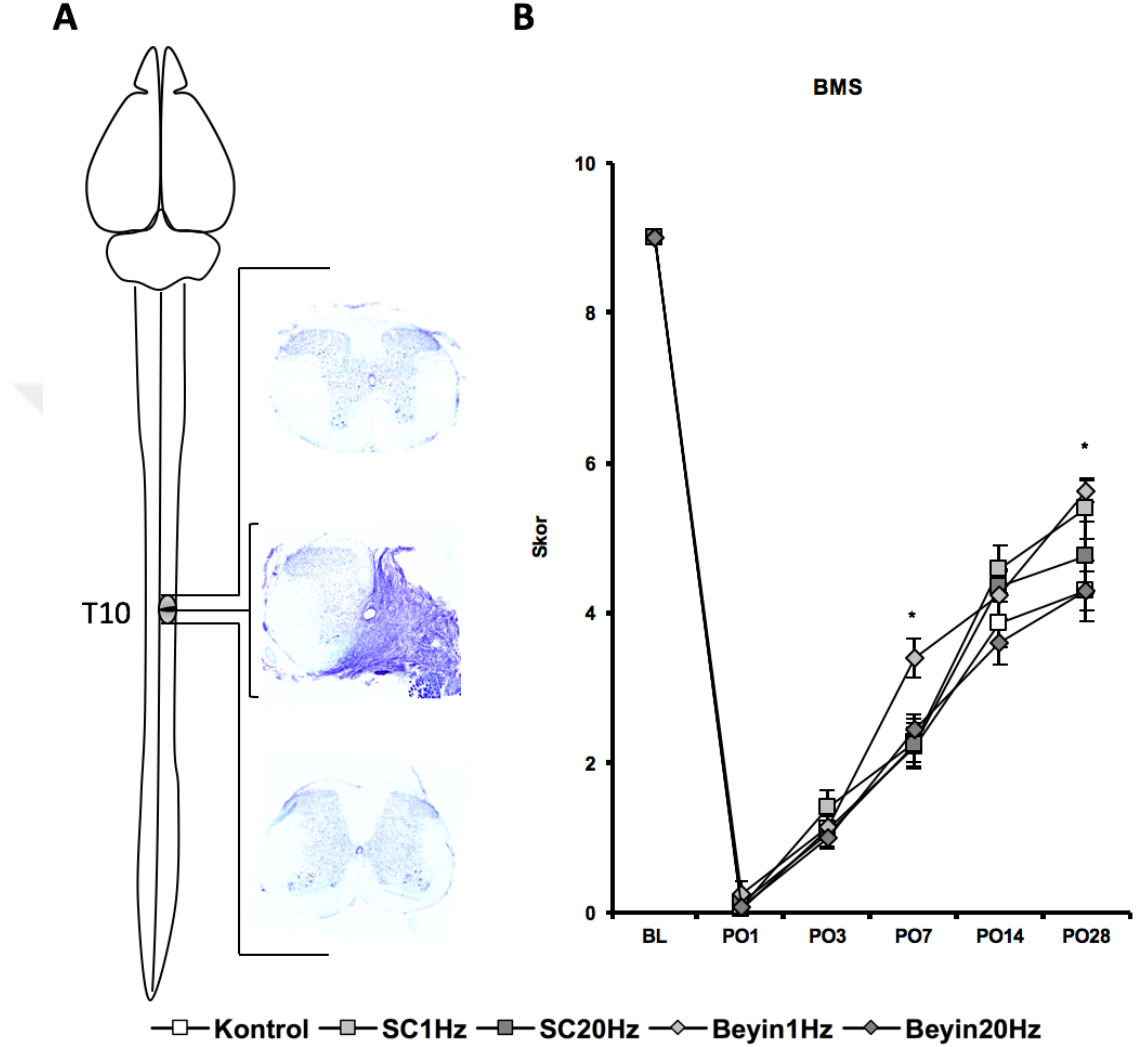 A
B
BMS
10
8
6
4
2
0
Skor
*
*
T10
BL PO1 PO3 PO7 PO14 PO28
Kontrol SC1Hz SC20Hz Beyin1Hz Beyin20Hz